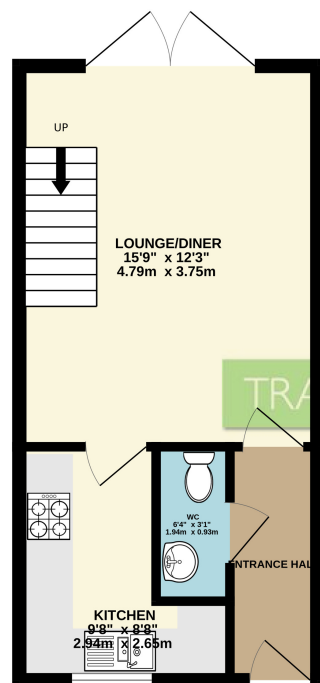 UP
LOUNGE/DINER
15'9" x 12'3"
4.79m x 3.75m
TRA
WC
6'4" x 3'1"
1.94m x 0.93m
ENTRANCE HAL
KITCHEN
9'8" x 8'8"
2.94m x 2.65m